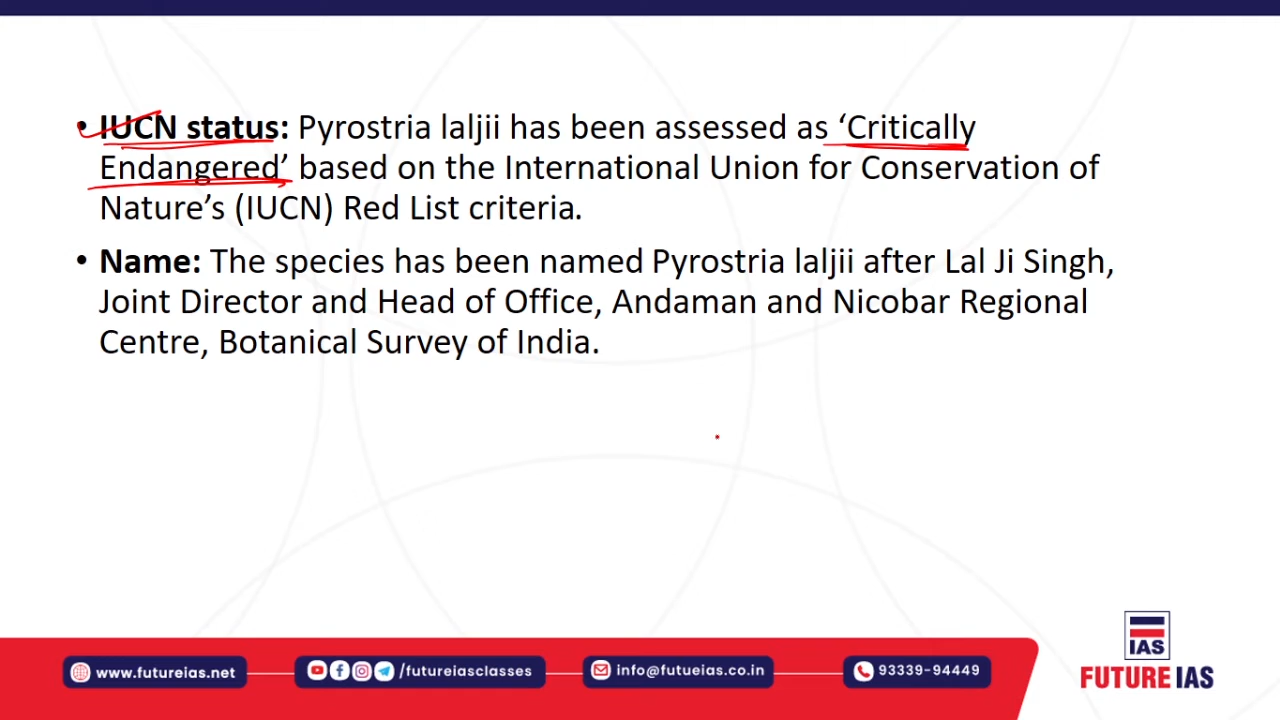 • IUCN status: Pyrostria laljii has been assessed as ‘Critically
Endangered’ based on the International Union for Conservation of
Nature’s (IUCN) Red List criteria.
• Name: The species has been named Pyrostria laljii after Lal Ji Singh,
Joint Director and Head of Office, Andaman and Nicobar Regional
Centre, Botanical Survey of India.
IAS
FUTURE IAS
www.futureias.net
/futureiasclasses
info@futueias.co.in
93339-94449